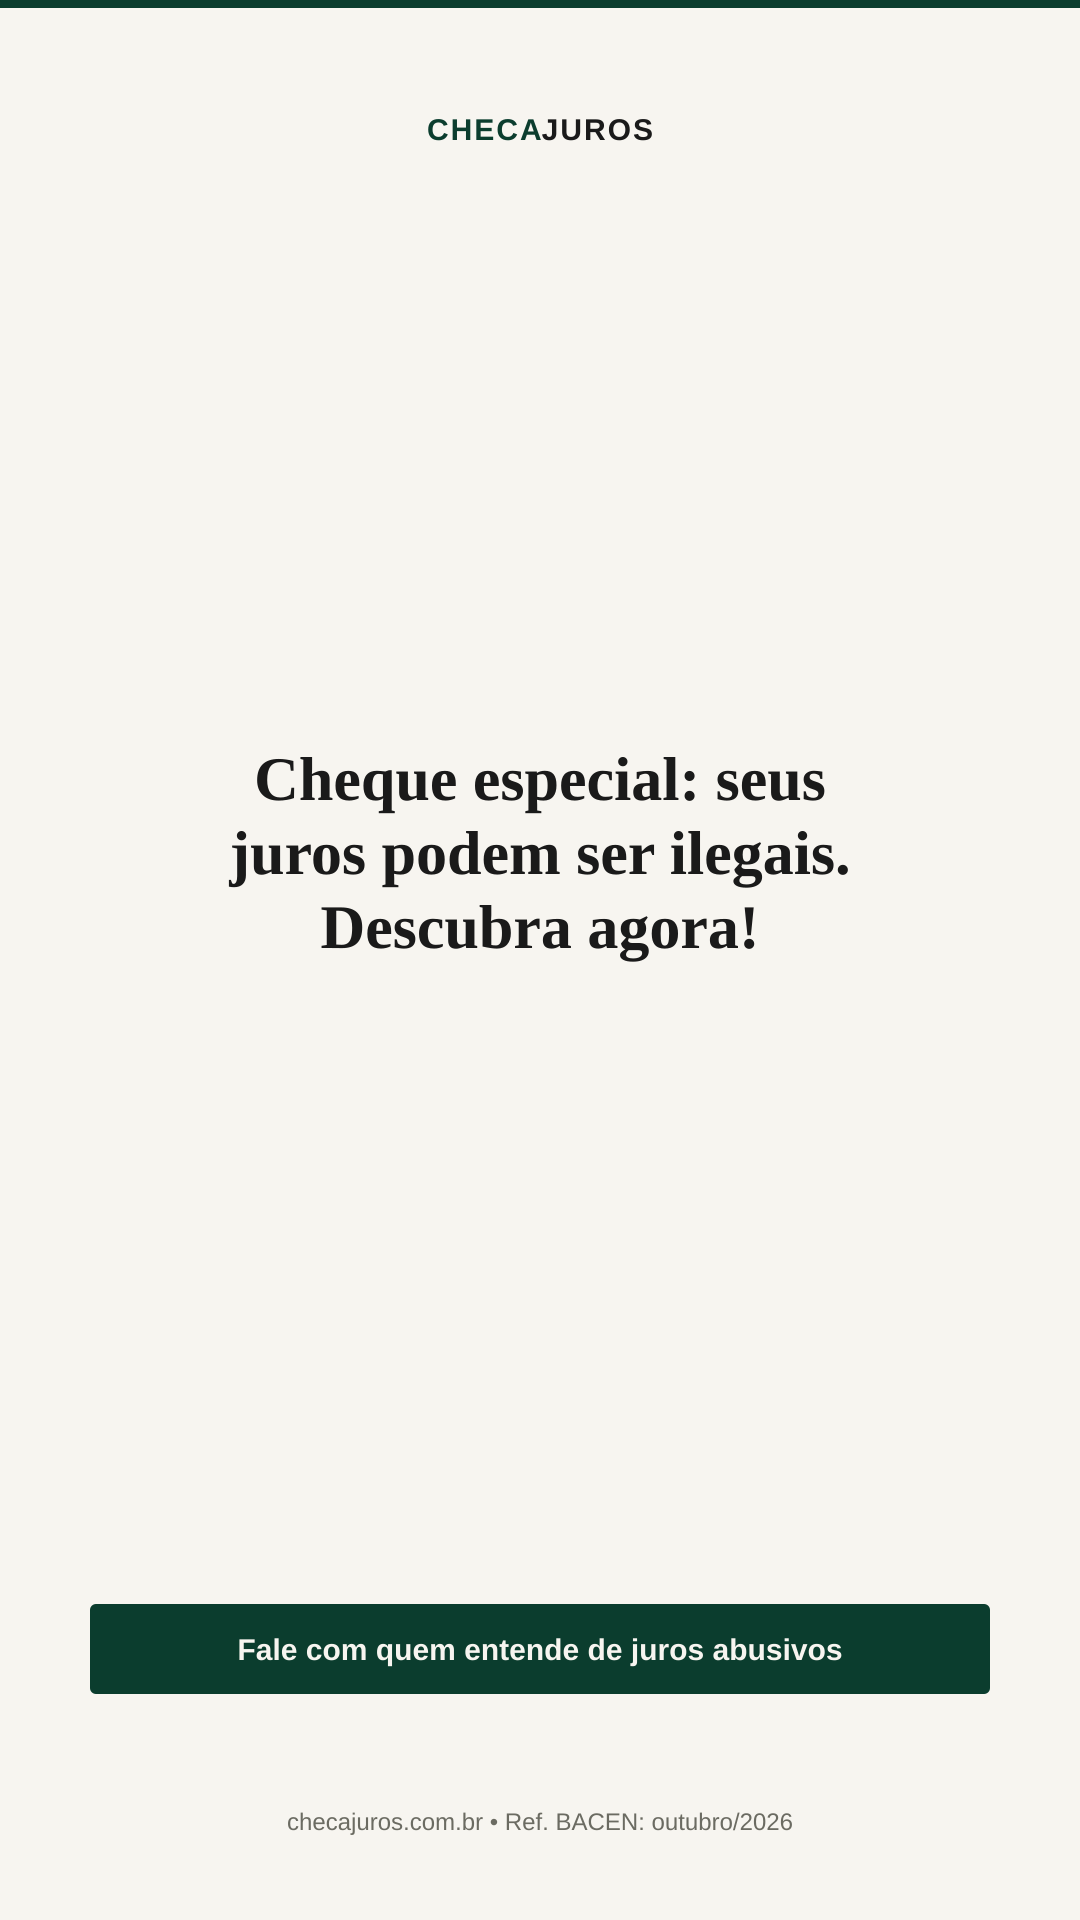 CHECAJUROS
Cheque especial: seus
juros podem ser ilegais.
Descubra agora!
Fale com quem entende de juros abusivos
checajuros.com.br • Ref. BACEN: outubro/2026